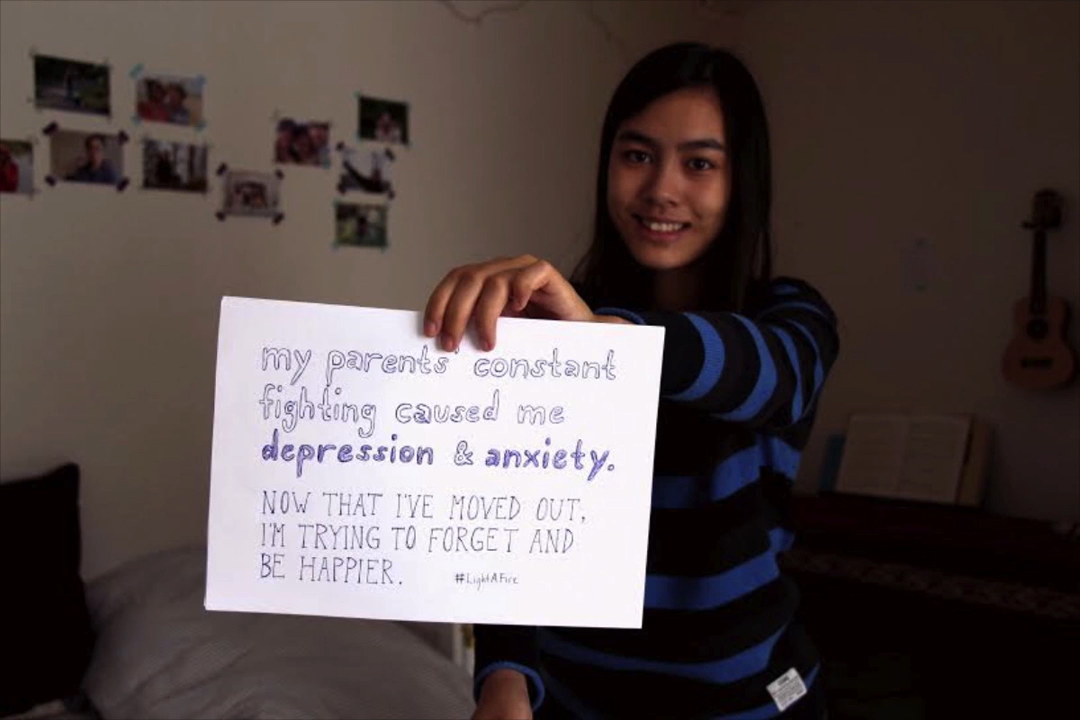 my parents' constant
fighting caused me
depression & anxiety.
NOW THAT I'VE MOVED OUT,
I'M TRYING TO FORGET AND
BE HAPPIER.
#LightAFire